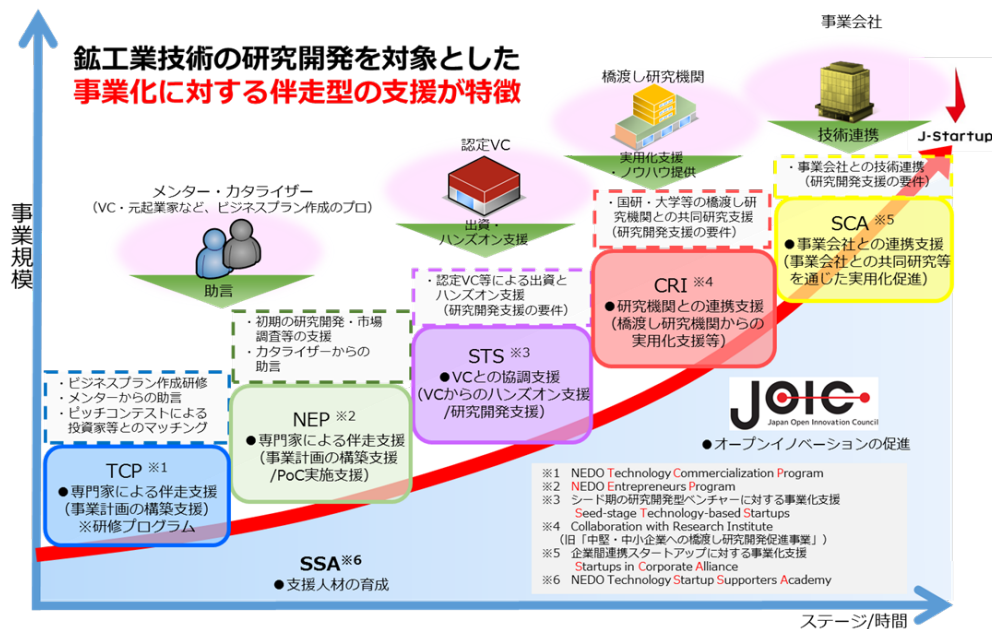 鉱工業技術の研究開発を対象とした
事業化に対する伴走型の支援が特徴
事業会社
技術連携
J-Startup
橋渡し研究機関
実用化支援
・ノウハウ提供
認定VC
出資・
ハンズオン支援
メンター・カタライザー
(VC・元起業家など、ビジネスプラン作成のプロ)
助言
事業規模
・ビジネスプラン作成研修
・メンターからの助言
・ピッチコンテストによる
投資家等とのマッチング
TCP ※1
●専門家による伴走支援
(事業計画の構築支援)
※研修プログラム
・初期の研究開発・市場
調査等の支援
・カタライザーからの
助言
NEP ※2
●専門家による伴走支援
(事業計画の構築支援
/PoC実施支援)
・認定VC等による出資と
ハンズオン支援
(研究開発支援の要件)
STS ※3
●VCとの協調支援
(VCからのハンズオン支援
/研究開発支援)
・国研・大学等の橋渡し研
究機関との共同研究支援
(研究開発支援の要件)
CRI ※4
●研究機関との連携支援
(橋渡し研究機関からの
実用化支援等)
・事業会社との技術連携
(研究開発支援の要件)
SCA ※5
●事業会社との連携支援
(事業会社との共同研究等
を通じた実用化促進)
JOIC
Japan Open Innovation Council
●オープンイノベーションの促進
SSA※6
●支援人材の育成
※1 NEDO Technology Commercialization Program
※2 NEDO Entrepreneurs Program
※3 シード期の研究開発型ベンチャーに対する事業化支援
Seed-stage Technology-based Startups
※4 Collaboration with Research Institute
(旧「中堅・中小企業への橋渡し研究開発促進事業」)
※5 企業間連携スタートアップに対する事業化支援
Startups in Corporate Alliance
※6 NEDO Technology Startup Supporters Academy
ステージ/時間